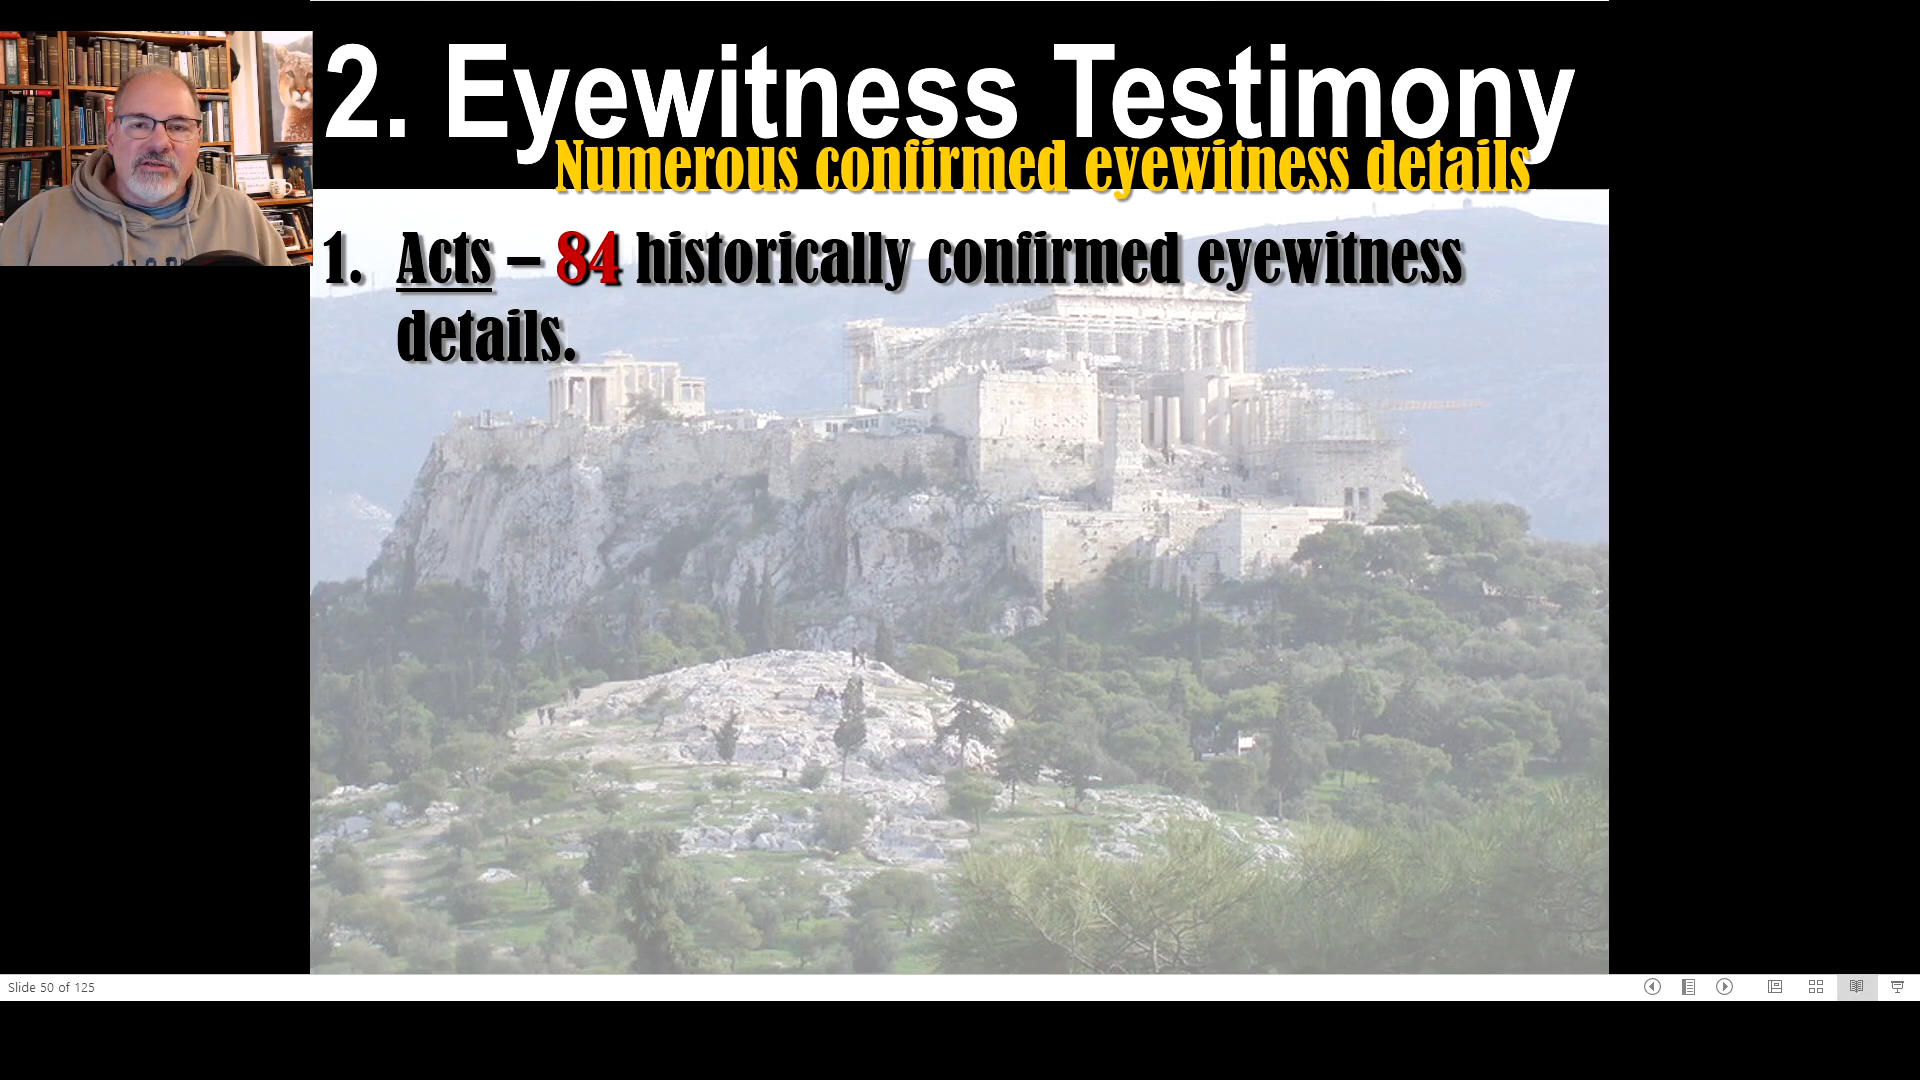 2. Eyewitness Testimony
Numerous confirmed eyewitness details
1. Acts – 84 historically confirmed eyewitness
details.
Slide 50 of 125